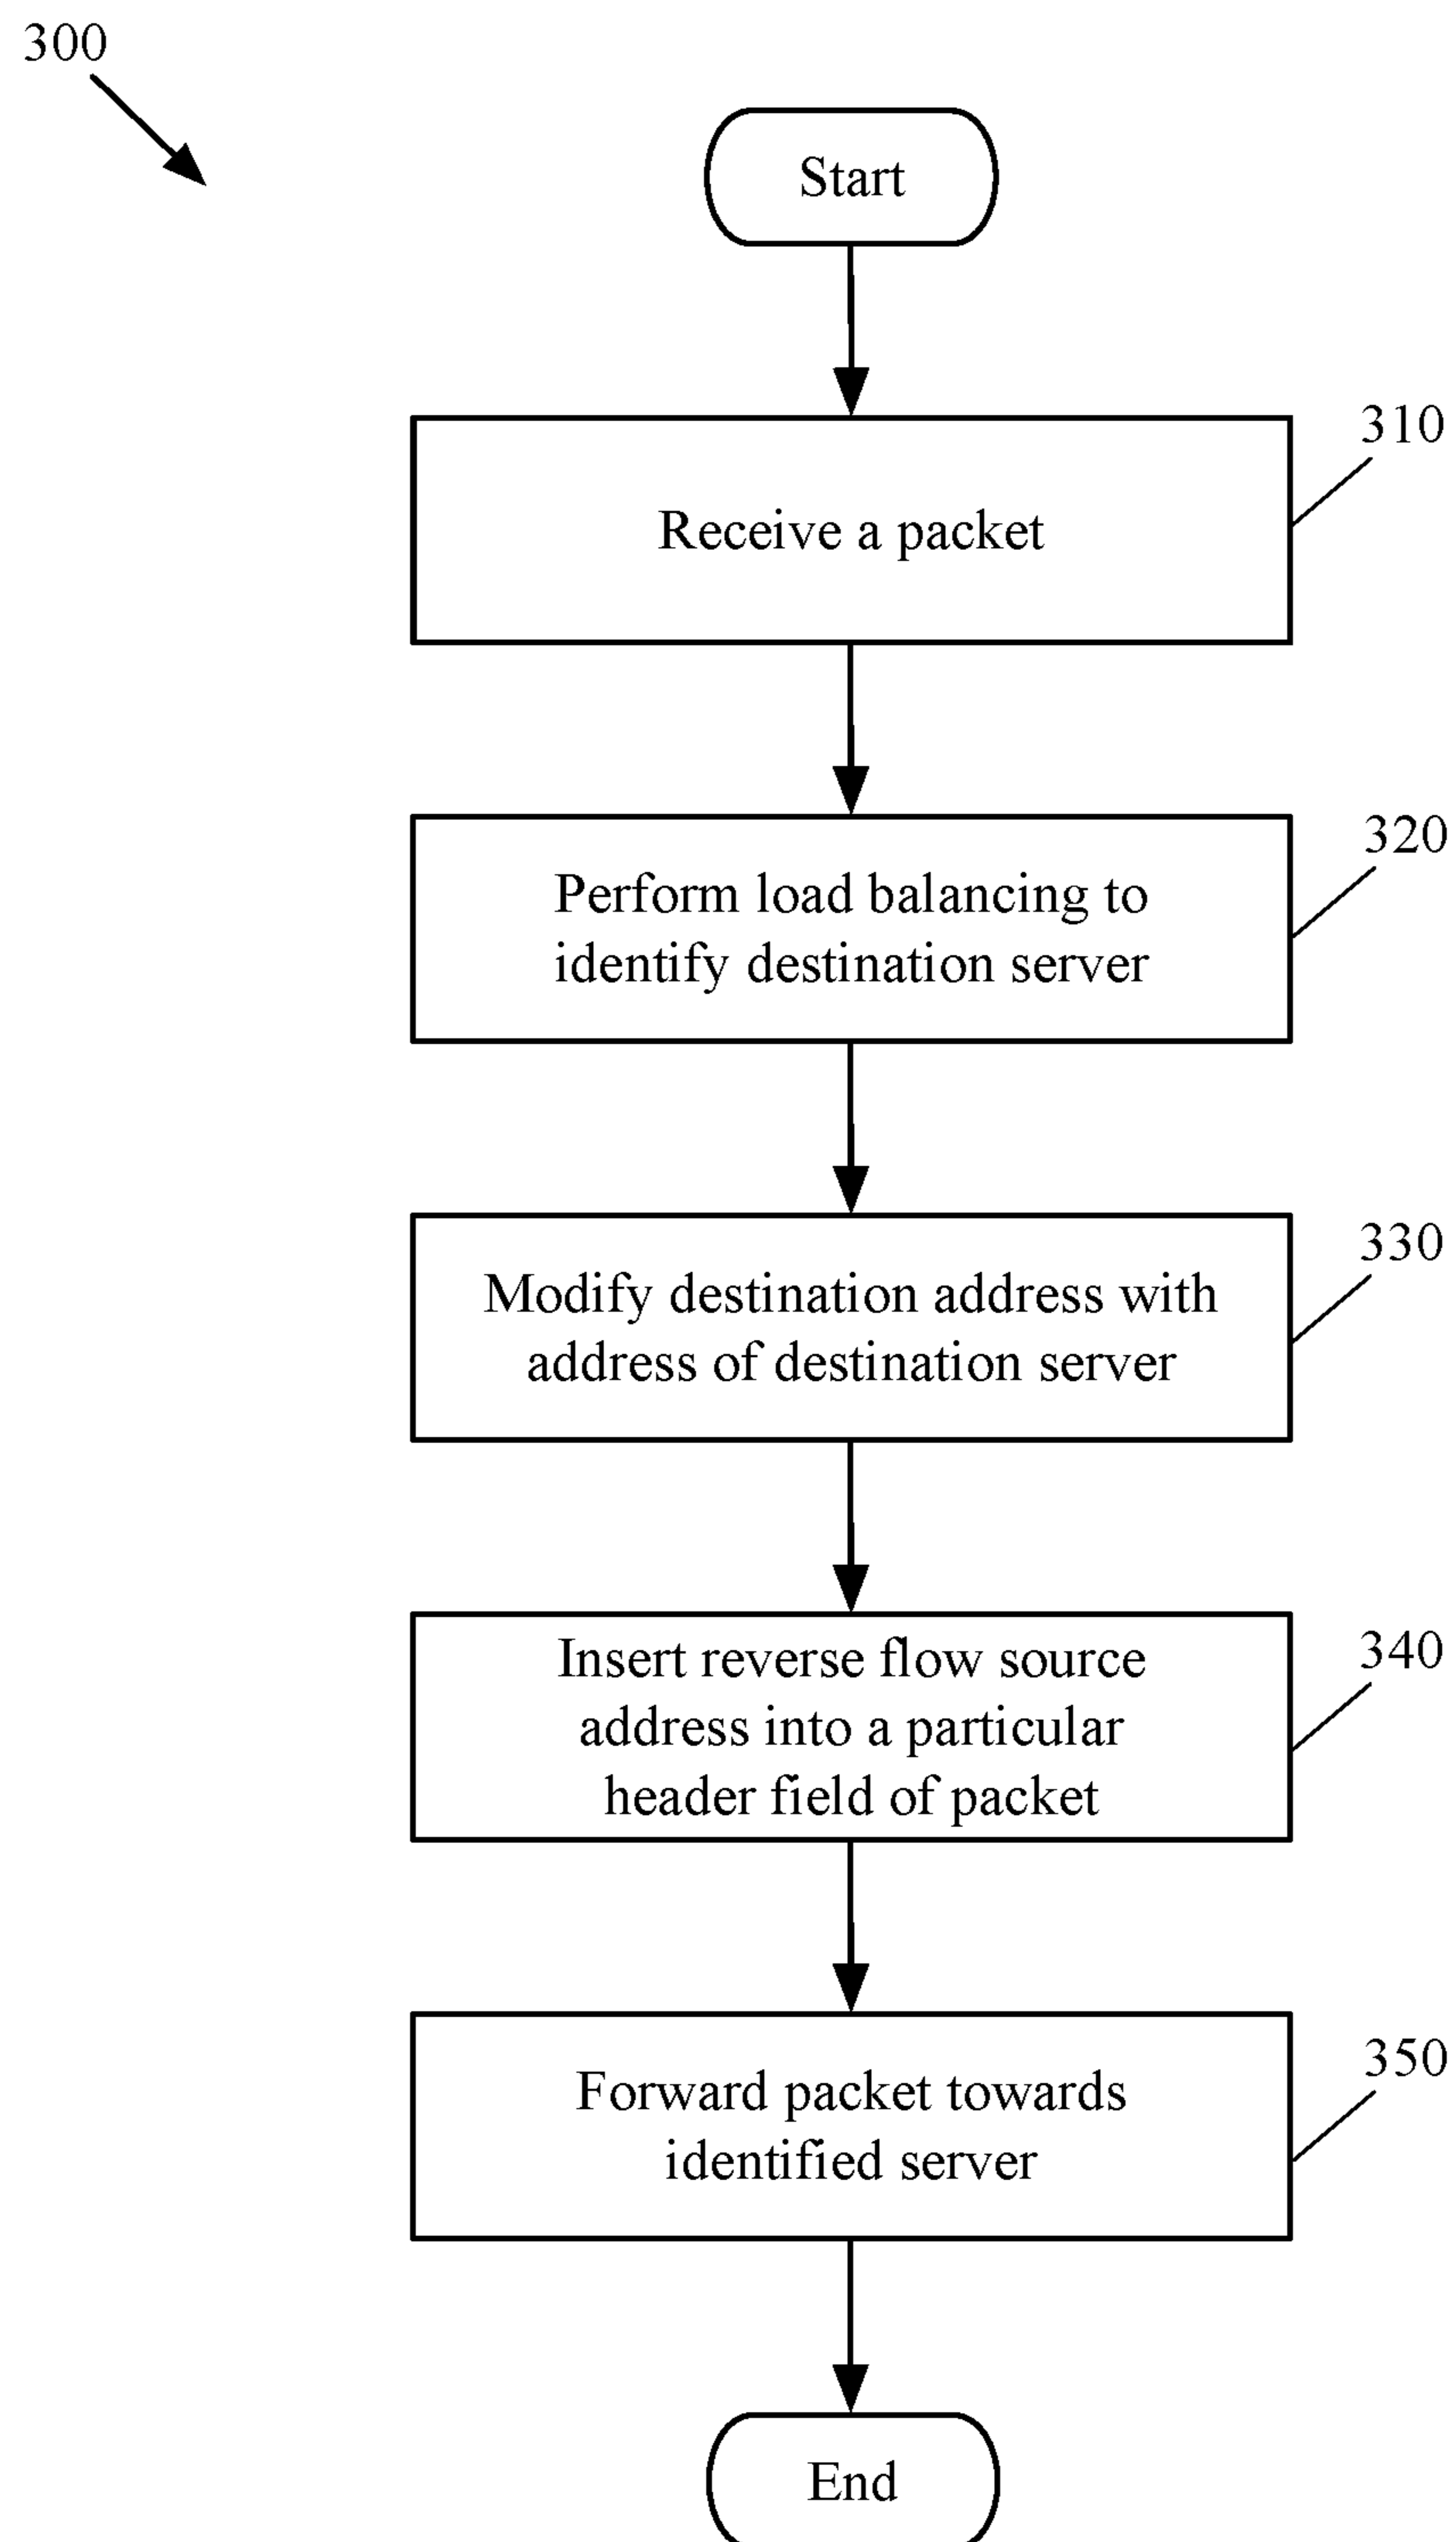 300
Start
310
Receive a packet
320
Perform load balancing to
identify destination server
330
Modify destination address with
address of destination server
340
Insert reverse flow source
address into a particular
header field of packet
350
Forward packet towards
identified server
End